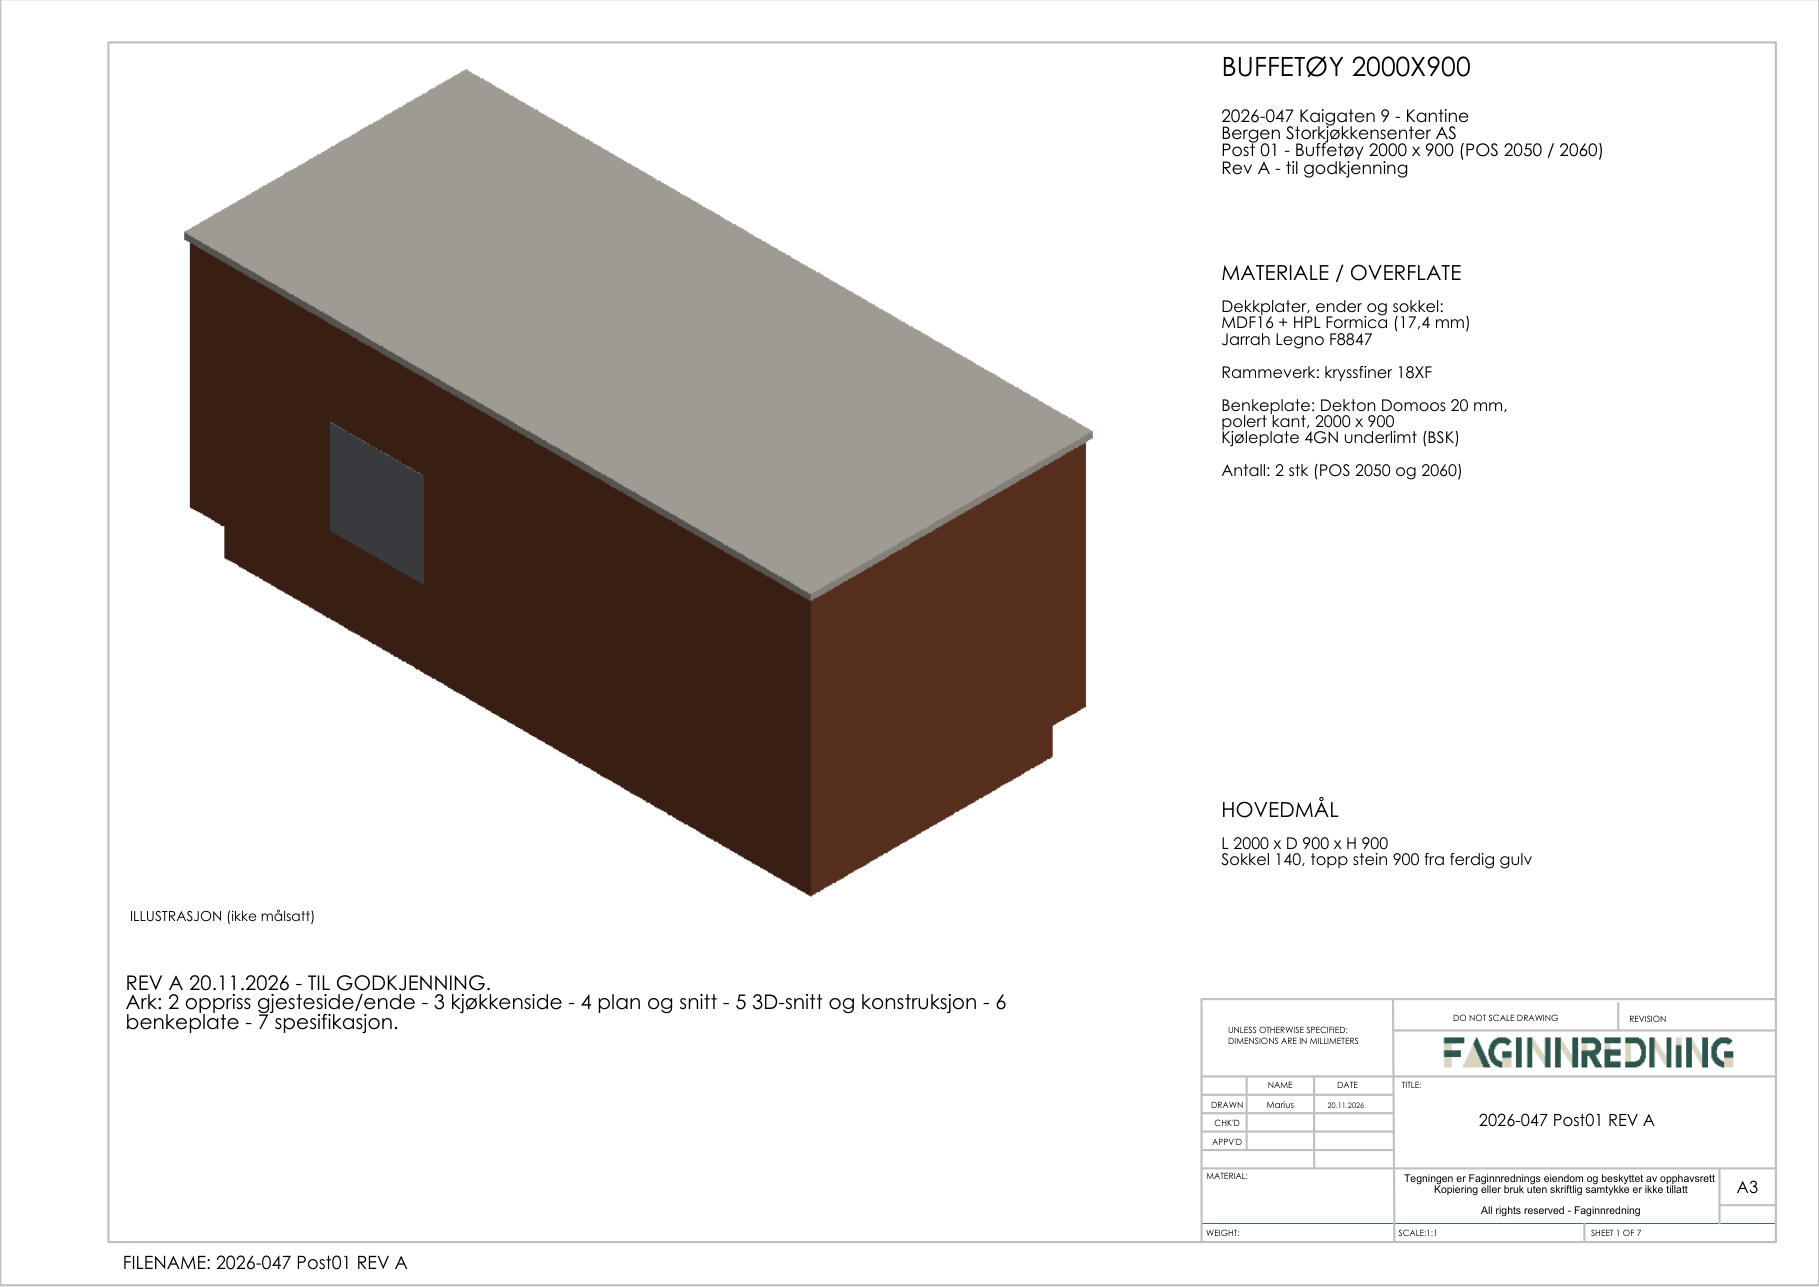 BUFFETØY 2000X900
2026-047 Kaigaten 9 - Kantine
Bergen Storkjøkkensenter AS
Post 01 - Buffetøy 2000 x 900 (POS 2050 / 2060)
Rev A - til godkjenning
MATERIALE / OVERFLATE
Dekkplater, ender og sokkel:
MDF16 + HPL Formica (17,4 mm)
Jarrah Legno F8847
Rammeverk: kryssfiner 18XF
Benkeplate: Dekton Domoos 20 mm,
polert kant, 2000 x 900
Kjøleplate 4GN underlimt (BSK)
Antall: 2 stk (POS 2050 og 2060)
HOVEDMÅL
L 2000 x D 900 x H 900
Sokkel 140, topp stein 900 fra ferdig gulv
ILLUSTRASJON (ikke målsatt)
REV A 20.11.2026 - TIL GODKJENNING.
Ark: 2 oppriss gjesteside/ende - 3 kjøkkenside - 4 plan og snitt - 5 3D-snitt og konstruksjon - 6
benkeplate - 7 spesifikasjon.
UNLESS OTHERWISE SPECIFIED:
DIMENSIONS ARE IN MILLIMETERS
DO NOT SCALE DRAWING
REVISION
FAGINNREDNING
NAME
DATE
DRAWN
Marius
20.11.2026
CHK'D
APPV'D
TITLE:
2026-047 Post01 REV A
MATERIAL:
Tegningen er Faginnrednings eiendom og beskyttet av opphavsrett
Kopiering eller bruk uten skriftlig samtykke er ikke tillatt
All rights reserved - Faginnredning
A3
WEIGHT:
SCALE:1:1
SHEET 1 OF 7
FILENAME: 2026-047 Post01 REV A